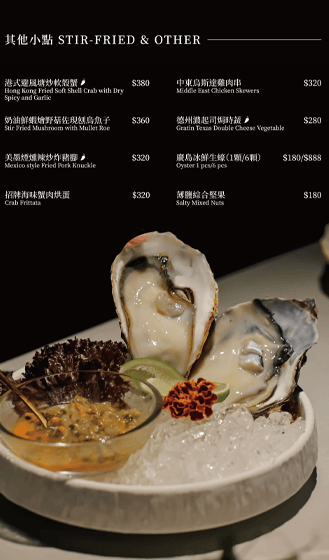 其他小點 STIR-FRIED & OTHER
港式避風塘炒軟殼蟹 $380
Hong Kong Fried Soft Shell Crab with Dry
Spicy and Garlic
奶油鮮蝦燴野菇佐現刨烏魚子 $360
Stir Fried Mushroom with Mullet Roe
美墨煙燻辣炒炸豬腳 $320
Mexico style Fried Pork Knuckle
招牌海味蟹肉烘蛋 $320
Crab Frittata
中東烏斯達雞肉串 $320
Middle East Chicken Skewers
德州濃起司焗時蔬 $280
Gratin Texas Double Cheese Vegetable
廣島冰鮮生蠔(1顆/6顆) $180/$888
Oyster 1 pcs/6 pcs
薄鹽綜合堅果 $180
Salty Mixed Nuts